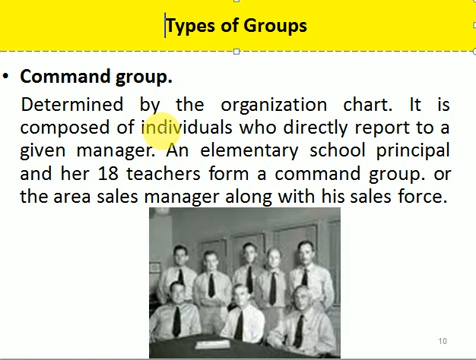 Types of Groups
• Command group.
Determined by the organization chart. It is
composed of individuals who directly report to a
given manager. An elementary school principal
and her 18 teachers form a command group. or
the area sales manager along with his sales force.
10